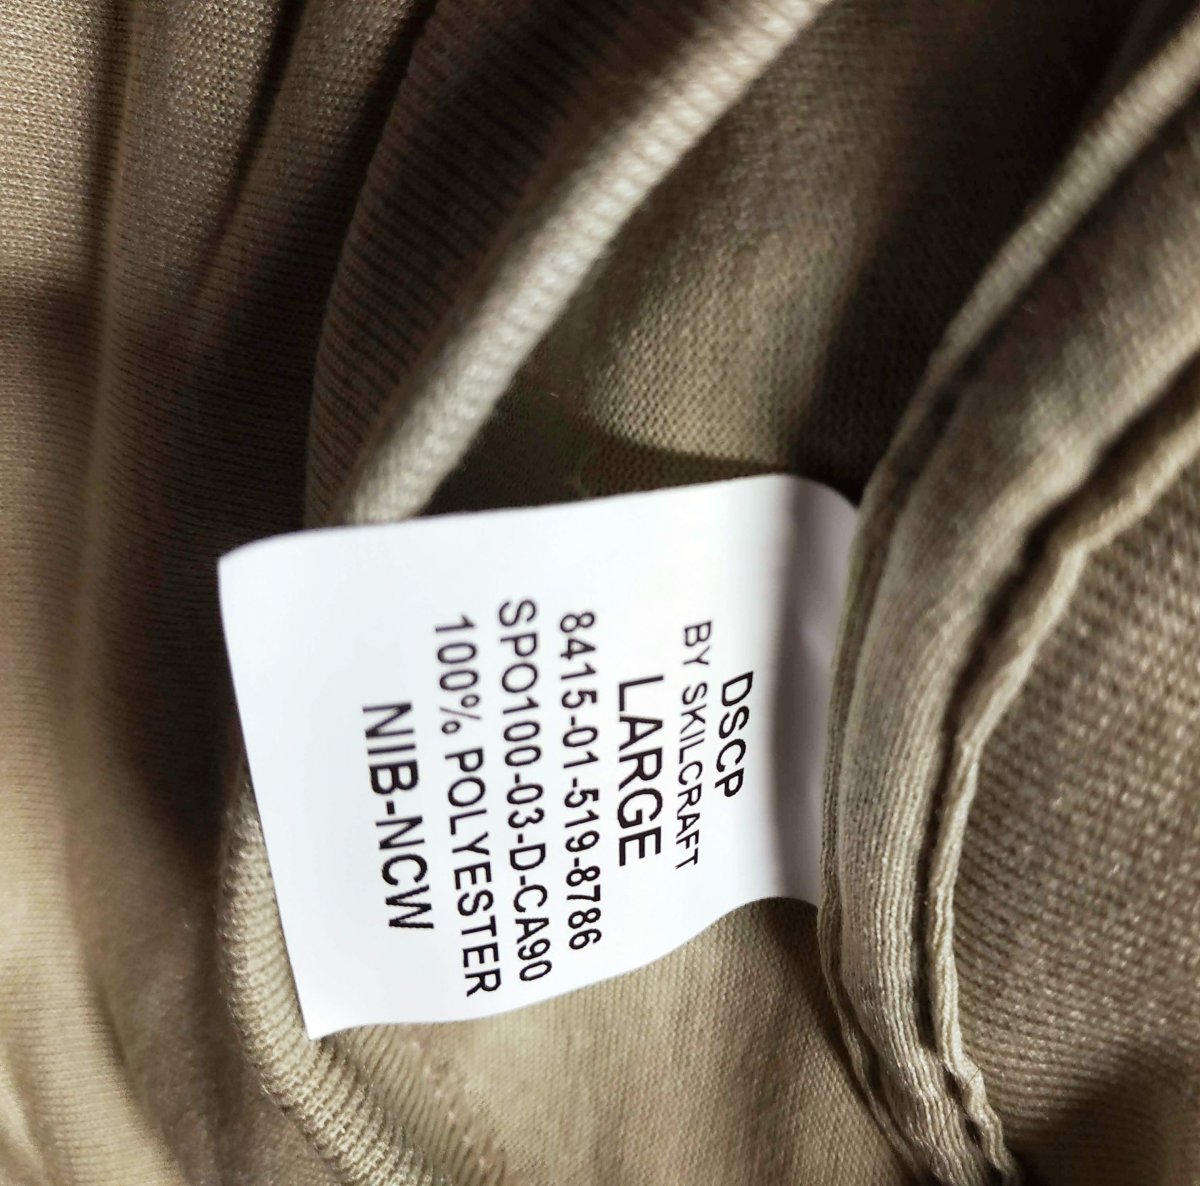 DSCP
BY SKILCRAFT
LARGE
8415-01-519-8786
SPO100-03-D-CA90
100% POLYESTER
NIB-NCW